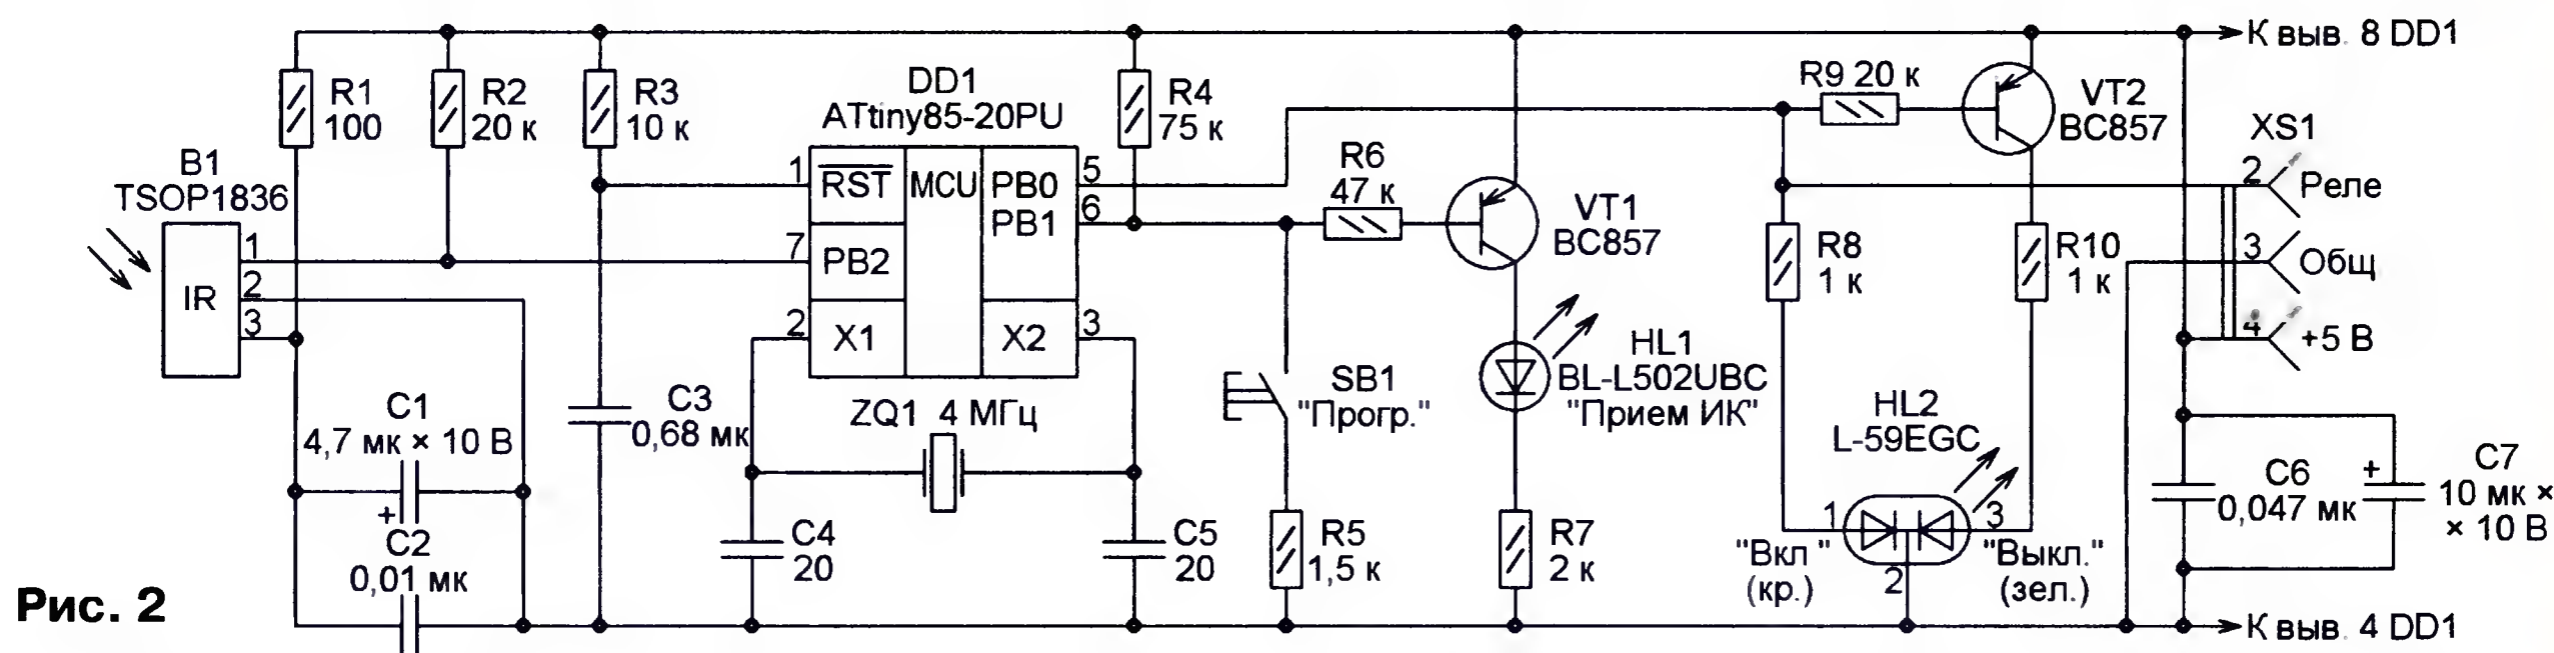 К выв. 8 DD1
R1
100
R2
20 к
R3
10 к
DD1
ATtiny85-20PU
R4
75 к
R9 20 к
VT2
BC857
XS1
B1
TSOP1836
IR
1
2
3
1
RST
MCU
PB0
5
PB1
6
7
PB2
2
X1
X2
3
R6
47 к
VT1
BC857
R8
1 к
R10
1 к
2
Реле
3
Общ
4
+5 В
C1
4,7 мк × 10 В
+
C2
0,01 мк
C3
0,68 мк
ZQ1 4 МГц
C4
20
C5
20
SB1
"Прогр."
R5
1,5 к
HL1
BL-L502UBC
"Прием ИК"
R7
2 к
HL2
L-59EGC
1
3
2
"Вкл "
(кр.)
"Выкл."
(зел.)
C6
0,047 мк
+
C7
10 мк ×
× 10 В
Рис. 2
К выв. 4 DD1